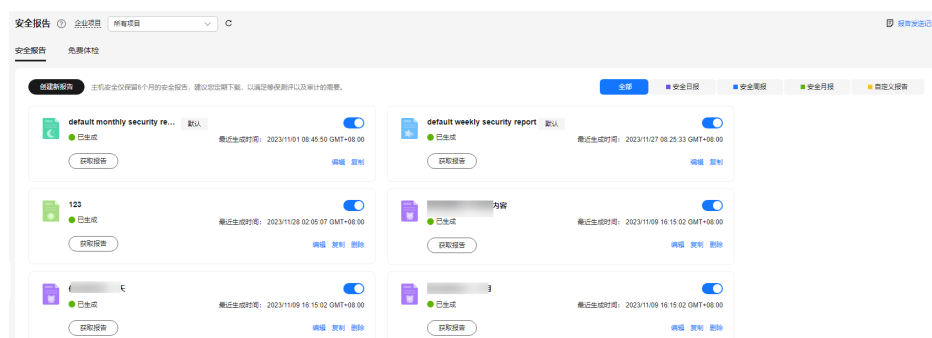 安全报告 企业项目 所有项目
报告发送记
安全报告 免费体检
创建新报告 主机安全仅保留6个月的安全报告，建议您定期下载，以满足等保测评以及审计的需要。
全部 安全日报 安全周报 安全月报 自定义报告
default monthly security re... 默认
已生成 最近生成时间： 2023/11/01 08:45:50 GMT+08:00
获取报告 编辑 复制
default weekly security report 默认
已生成 最近生成时间： 2023/11/27 08:25:33 GMT+08:00
获取报告 编辑 复制
123
已生成 最近生成时间： 2023/11/28 02:05:07 GMT+08:00
获取报告 编辑 复制 删除
内容
已生成 最近生成时间： 2023/11/09 16:15:02 GMT+08:00
获取报告 编辑 复制 删除
天
已生成 最近生成时间： 2023/11/09 16:15:02 GMT+08:00
获取报告 编辑 复制 删除
已生成 最近生成时间： 2023/11/09 16:15:02 GMT+08:00
获取报告 编辑 复制 删除